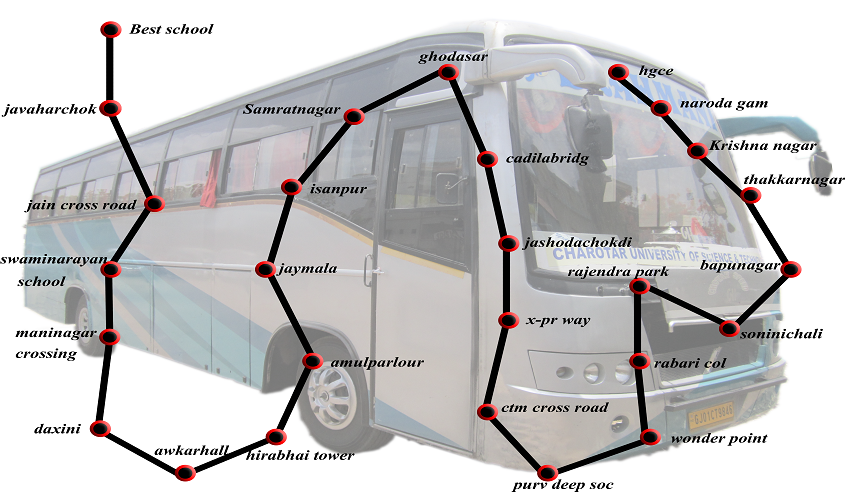 Best school
ghodasar
hgce
javaharchok
Samratnagar
naroda gam
Krishna nagar
cadilabridg
thakkarnagar
isanpur
jain cross road
jashodachokdi
CHAROTAR UNIVERSITY OF SCIENCE &
swaminarayan
school
jaymala
rajendra park
bapunagar
x-pr way
soninichali
maninagar
crossing
amulparlour
rabari col
ctm cross road
GJ01CT9846
daxini
awkarhall
hirabhai tower
wonder point
purv deep soc